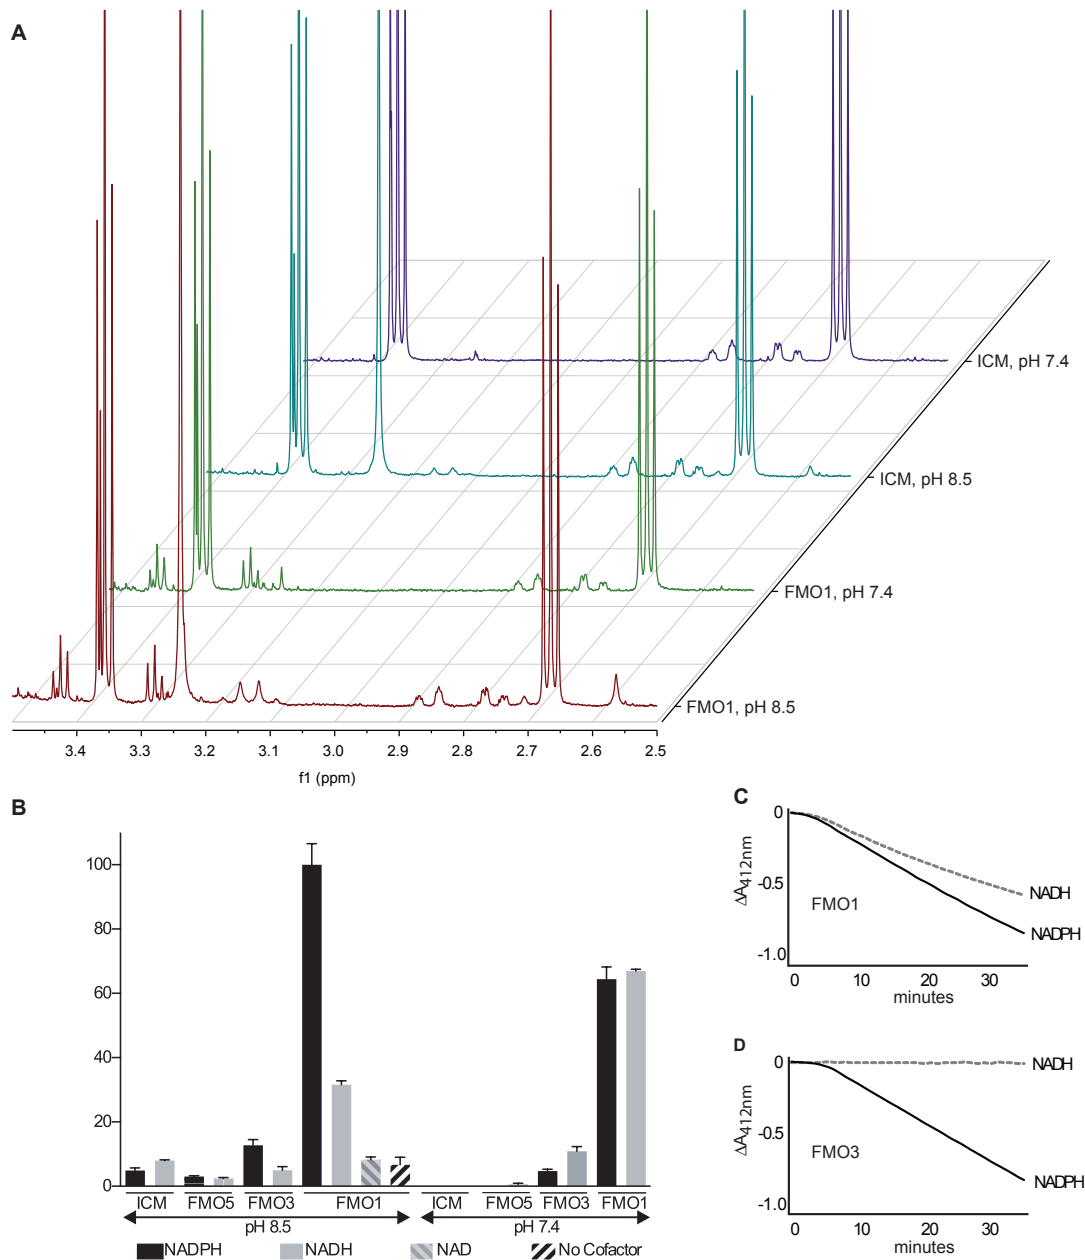 A
ICM, pH 7.4
ICM, pH 8.5
FMO1, pH 7.4
FMO1, pH 8.5
3.4 3.3 3.2 3.1 3.0 2.9 2.8 2.7 2.6 2.5
f1 (ppm)
B
100
80
60
40
20
0
ICM FMO5 FMO3 FMO1 ICM FMO5 FMO3 FMO1
pH 8.5 pH 7.4
NADPH NADH NAD No Cofactor
C
0
-0.5
-1.0
ΔA412nm
FMO1
NADH
NADPH
0 10 20 30
minutes
D
0
-0.5
-1.0
ΔA412nm
FMO3
NADH
NADPH
0 10 20 30
minutes